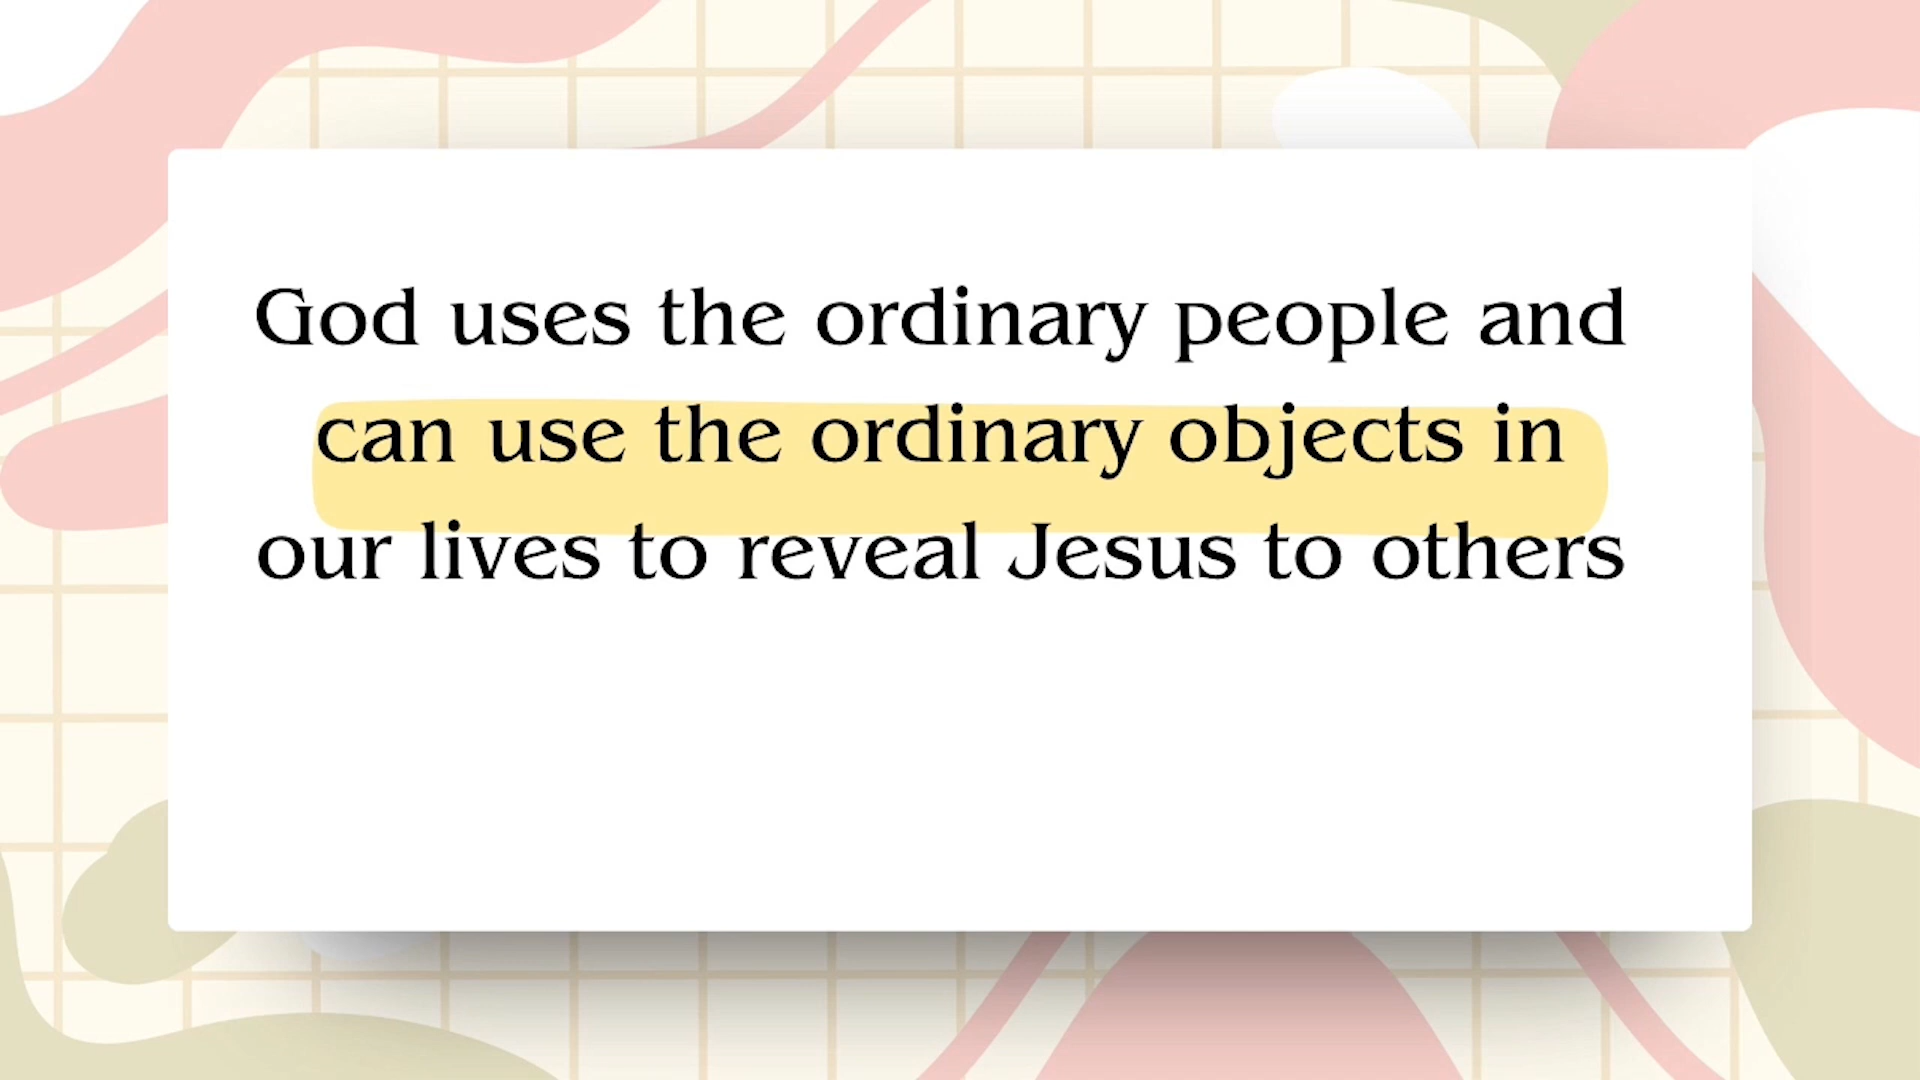 God uses the ordinary people and
can use the ordinary objects in
our lives to reveal Jesus to others